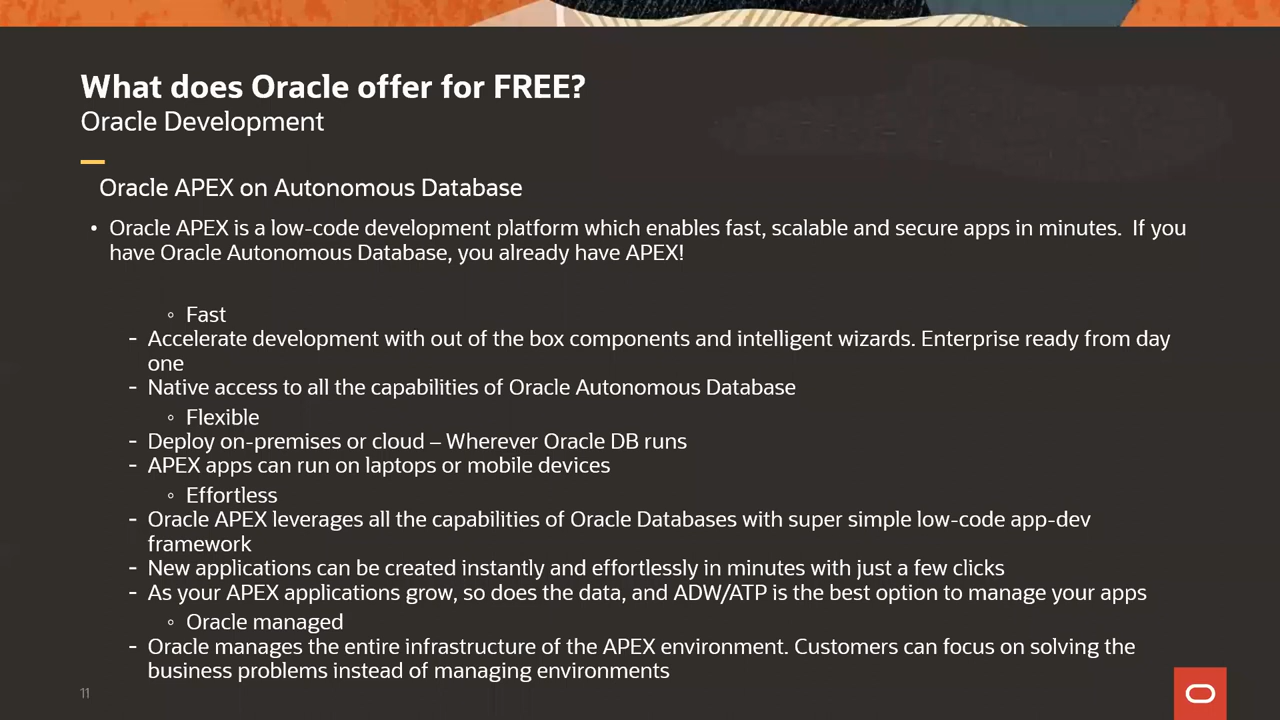 What does Oracle offer for FREE?
Oracle Development
Oracle APEX on Autonomous Database
• Oracle APEX is a low-code development platform which enables fast, scalable and secure apps in minutes.  If you
have Oracle Autonomous Database, you already have APEX!
◦ Fast
- Accelerate development with out of the box components and intelligent wizards. Enterprise ready from day
one
- Native access to all the capabilities of Oracle Autonomous Database
◦ Flexible
- Deploy on-premises or cloud – Wherever Oracle DB runs
- APEX apps can run on laptops or mobile devices
◦ Effortless
- Oracle APEX leverages all the capabilities of Oracle Databases with super simple low-code app-dev
framework
- New applications can be created instantly and effortlessly in minutes with just a few clicks
- As your APEX applications grow, so does the data, and ADW/ATP is the best option to manage your apps
◦ Oracle managed
- Oracle manages the entire infrastructure of the APEX environment. Customers can focus on solving the
business problems instead of managing environments
11